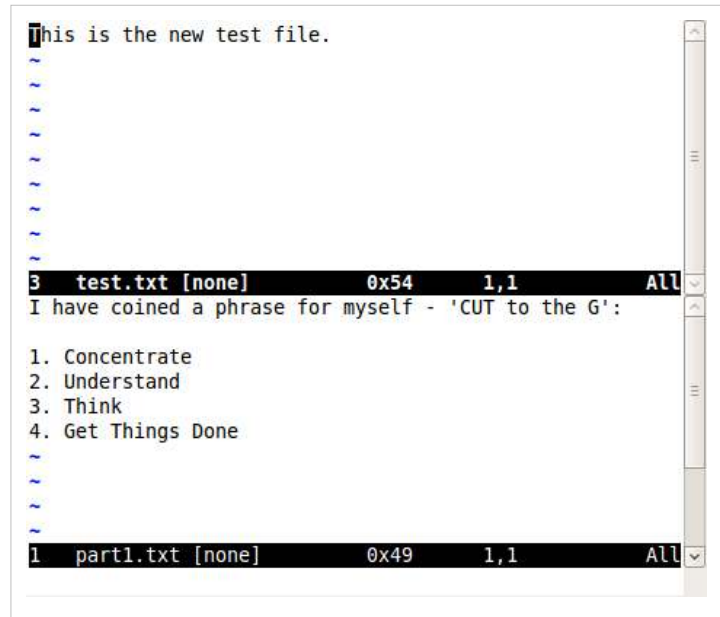 This is the new test file.
~
~
~
~
~
~
~
~
~
3 test.txt [none] 0x54 1,1 All
I have coined a phrase for myself - 'CUT to the G':

1. Concentrate
2. Understand
3. Think
4. Get Things Done
~
~
~
~
1 part1.txt [none] 0x49 1,1 All